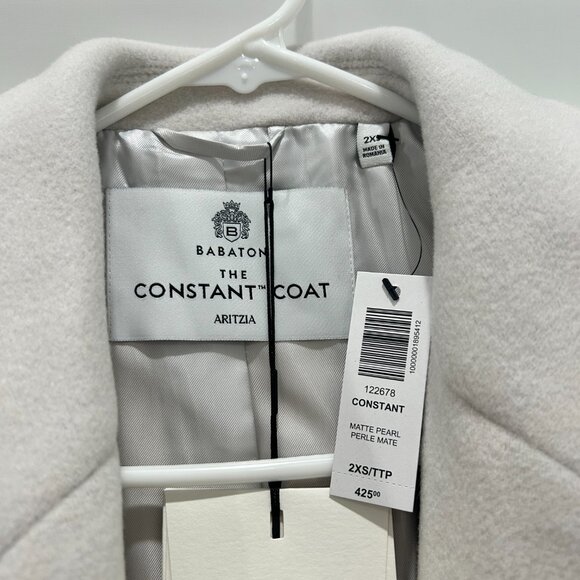 2XS
MADE IN
ROMANIA
B
BABATON
THE
CONSTANT™ COAT
ARITZIA
10000001895412
122678
CONSTANT
MATTE PEARL
PERLE MATE
2XS/TTP
425.00